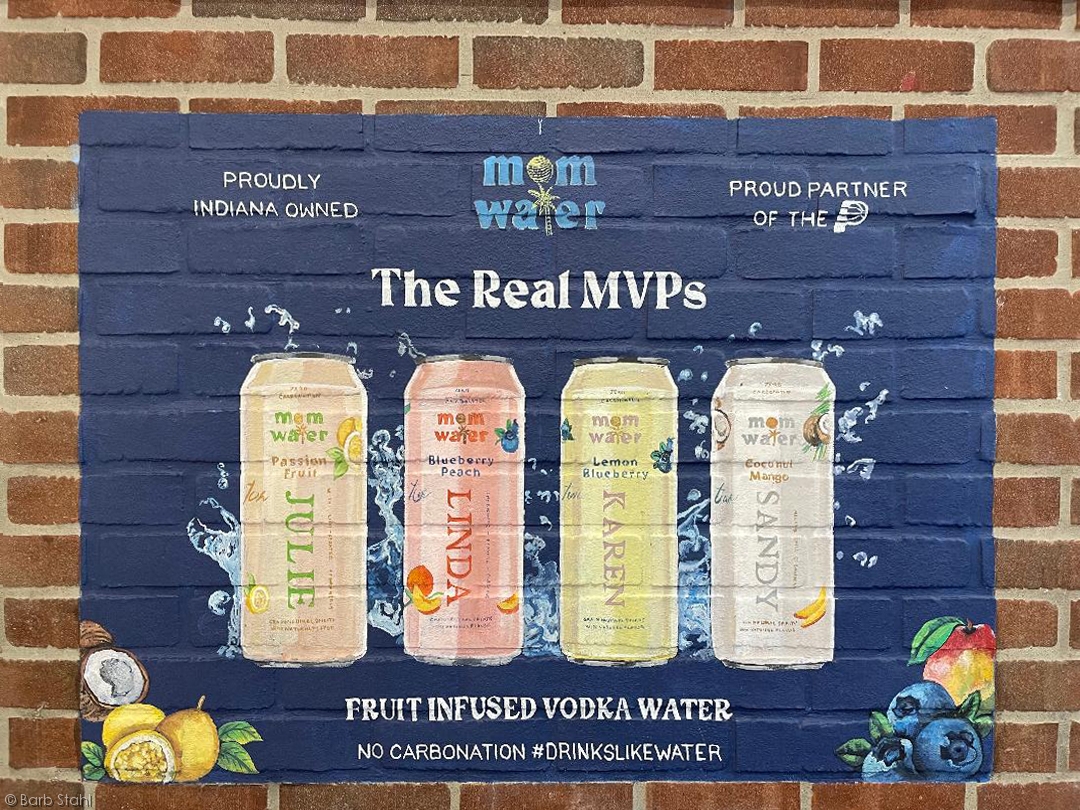 PROUDLY
INDIANA OWNED
mom
water
PROUD PARTNER
OF THE
The Real MVPs
ZERO
CARBONATION
mom
water
Passion
Fruit
JULIE
mom
water
Blueberry
Peach
LINDA
mom
water
Lemon
Blueberry
KAREN
mom
water
Coconut
Mango
SANDY
FRUIT INFUSED VODKA WATER
NO CARBONATION #DRINKSLIKEWATER
© Barb Stahl